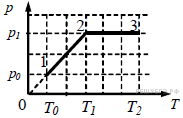 p
p₁ 2 3
1
p₀
0 T₀ T₁ T₂ T